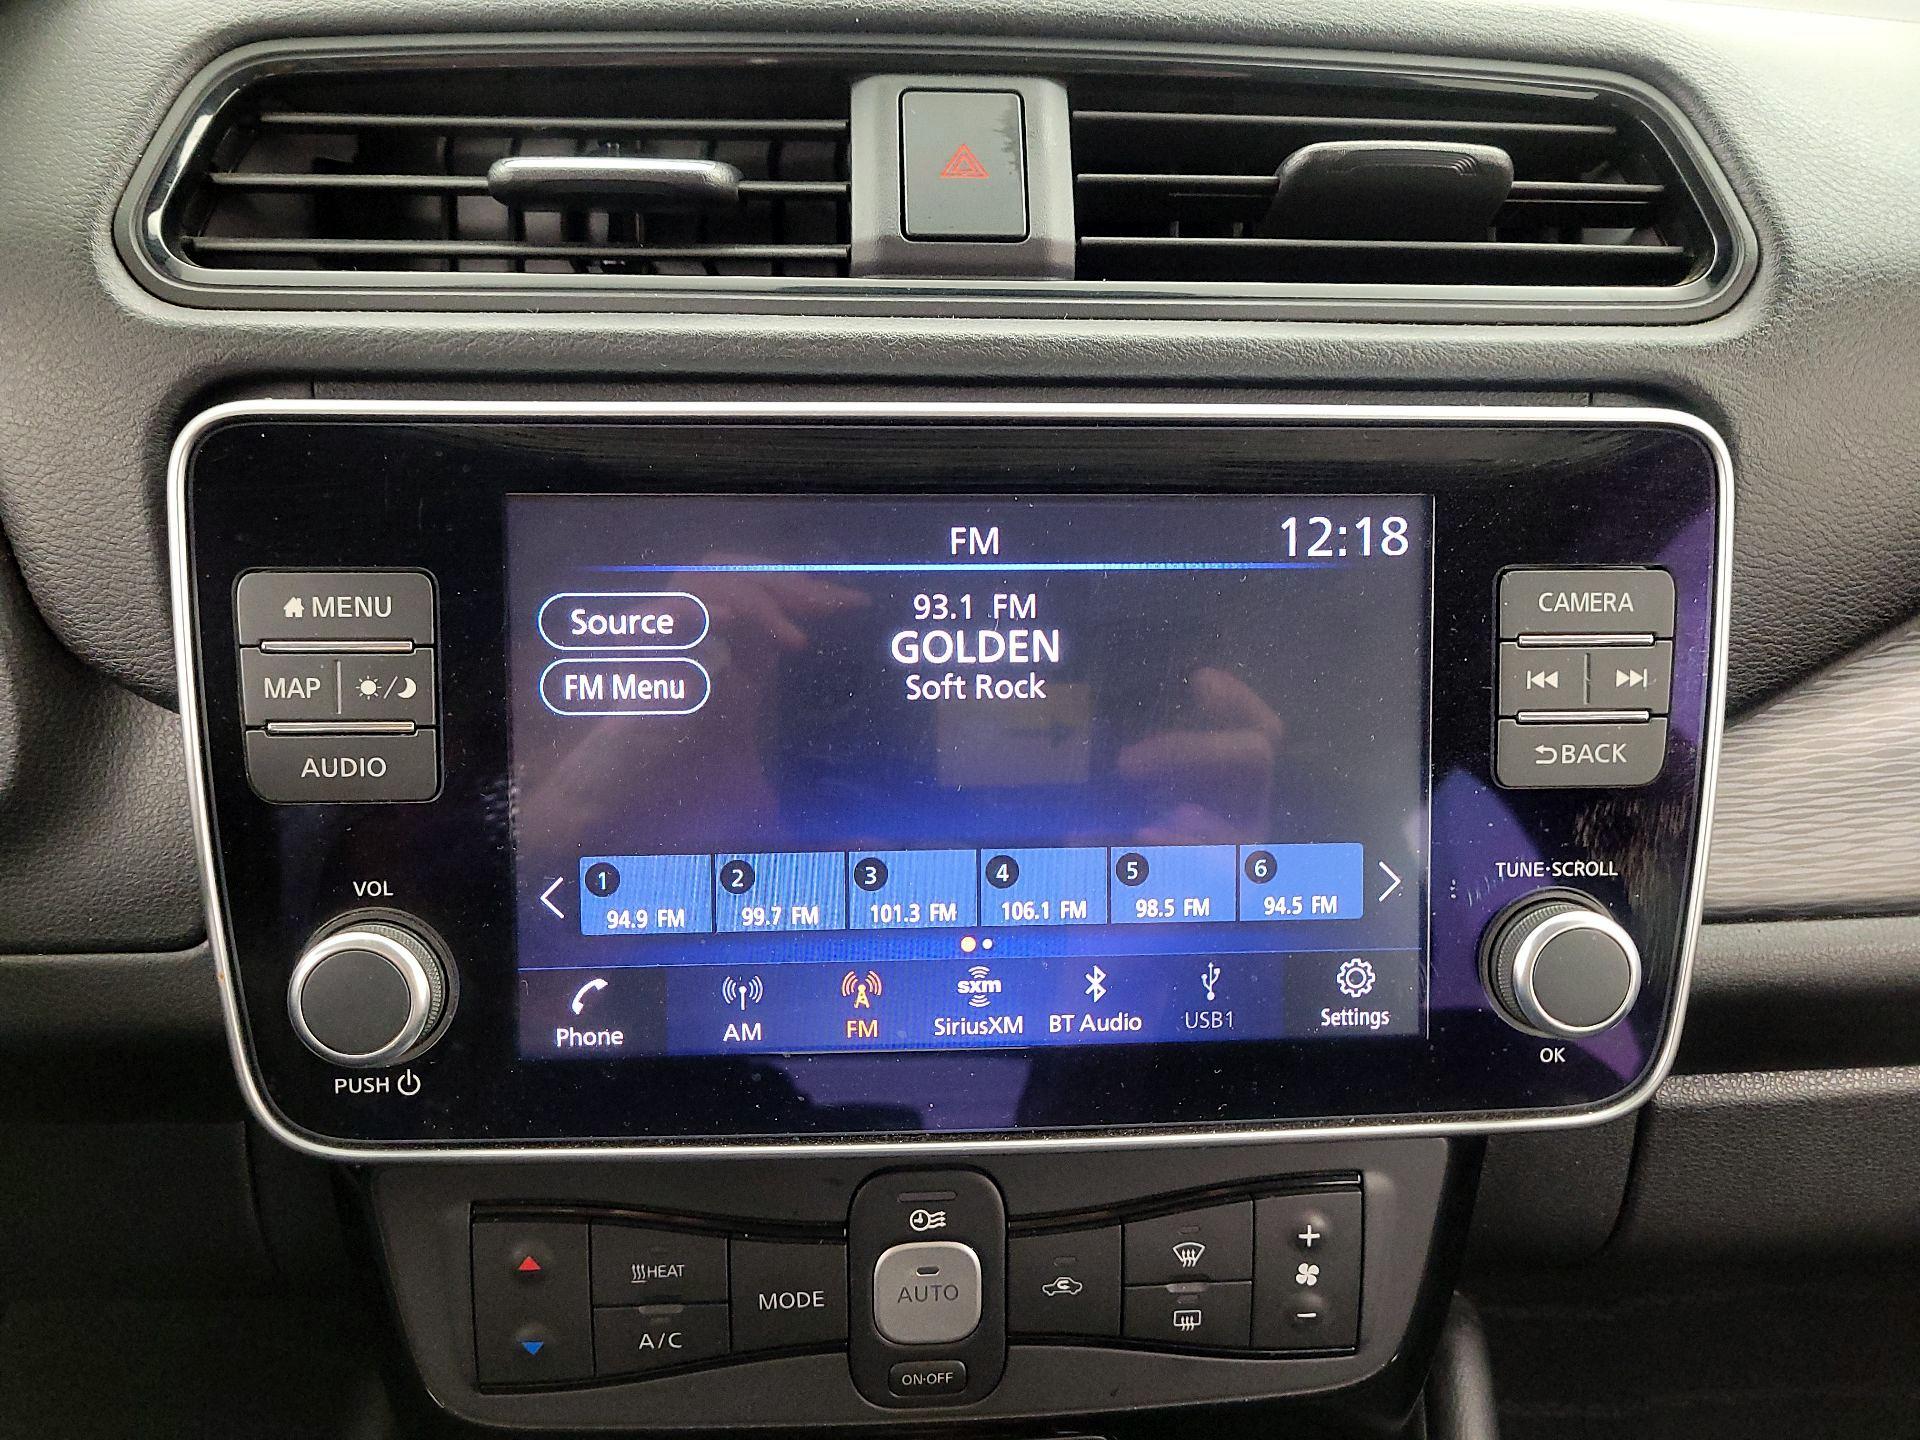 FM
12:18
MENU
CAMERA
Source
93.1 FM
GOLDEN
FM Menu
Soft Rock
MAP
AUDIO
BACK
VOL
TUNE·SCROLL
1
2
3
4
5
6
94.9 FM
99.7 FM
101.3 FM
106.1 FM
98.5 FM
94.5 FM
sxm
Phone
AM
FM
SiriusXM
BT Audio
USB1
Settings
PUSH
OK
HEAT
MODE
AUTO
A/C
ON·OFF